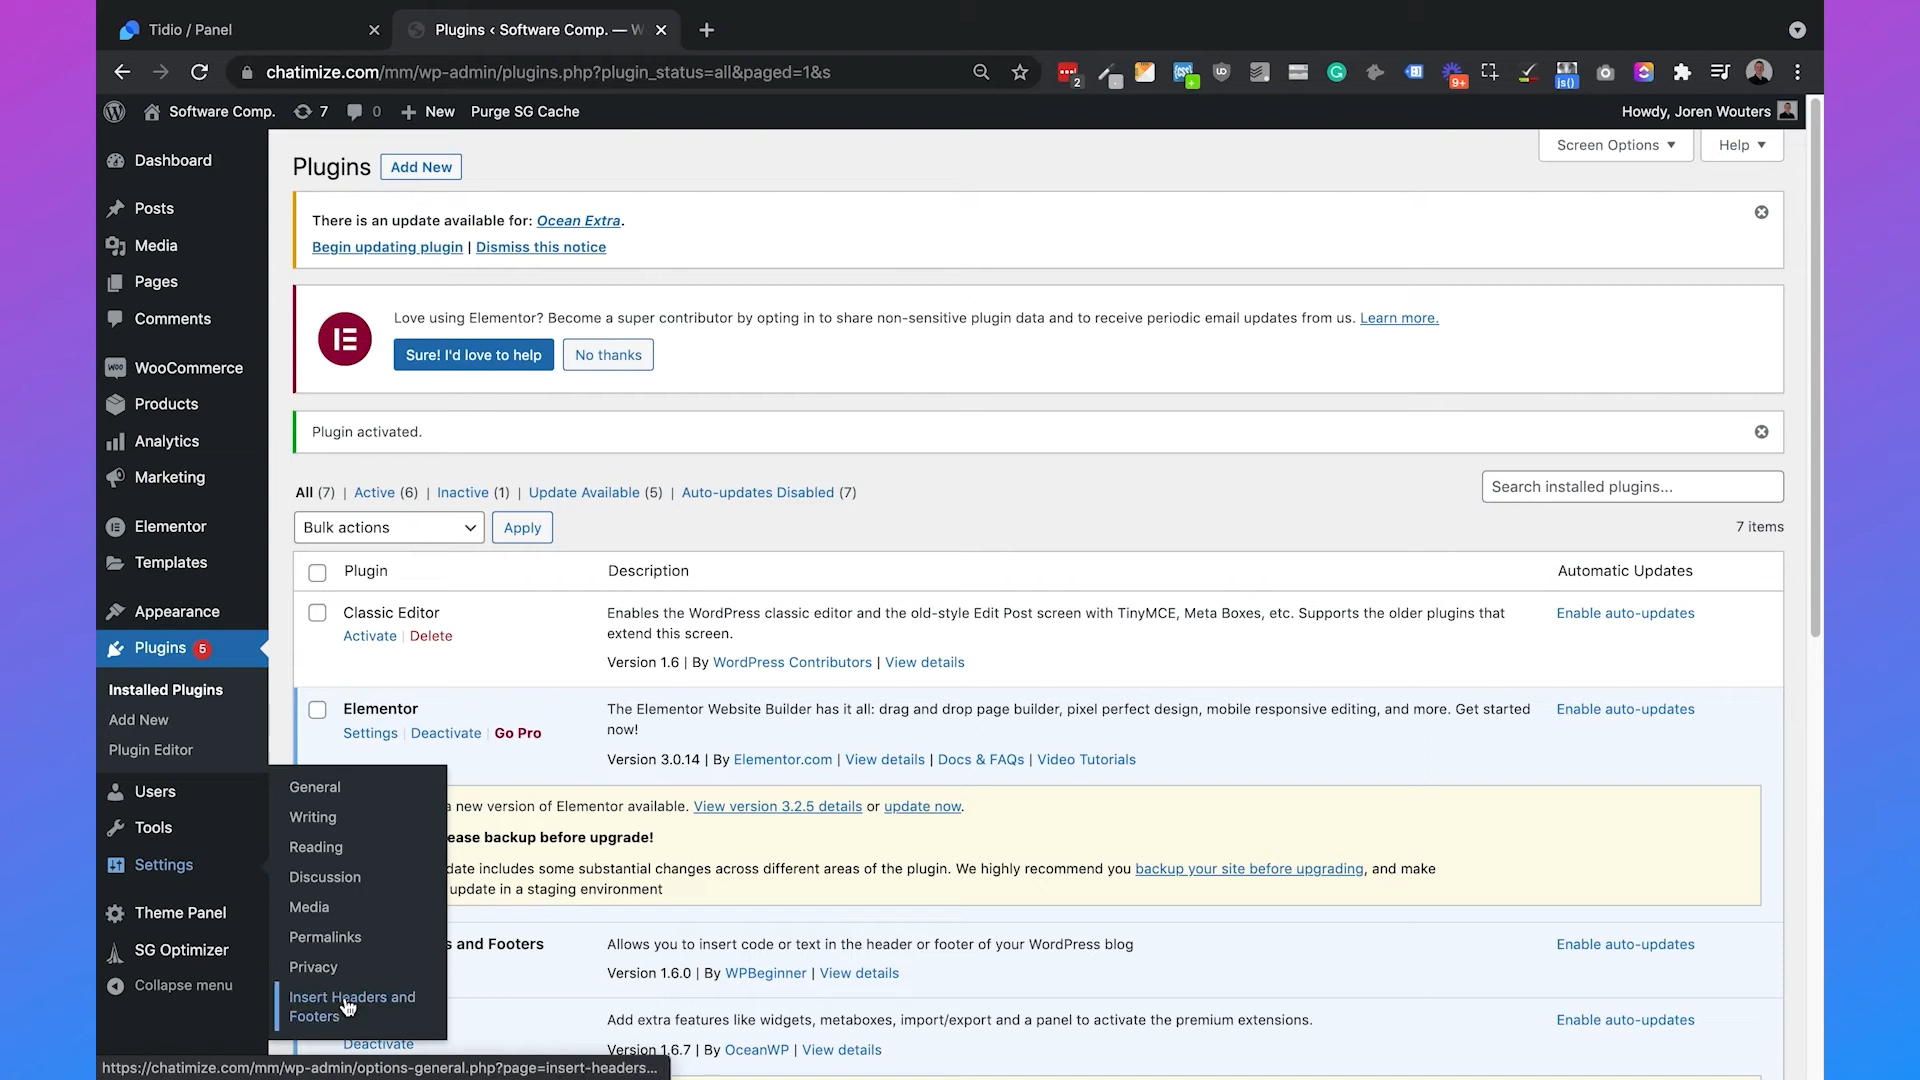 Tidio / Panel
Plugins ‹ Software Comp. — W
chatimize.com/mm/wp-admin/plugins.php?plugin_status=all&paged=1&s
2
9+
js()
Software Comp.
7
0
New
Purge SG Cache
Howdy, Joren Wouters
Dashboard
Posts
Media
Pages
Comments
WooCommerce
Products
Analytics
Marketing
Elementor
Templates
Appearance
Plugins 5
Installed Plugins
Add New
Plugin Editor
Users
Tools
Settings
Theme Panel
SG Optimizer
Collapse menu
General
Writing
Reading
Discussion
Media
Permalinks
Privacy
Insert Headers and
Footers
Screen Options ▼
Help ▼
Plugins
Add New
There is an update available for: Ocean Extra.
Begin updating plugin | Dismiss this notice
Love using Elementor? Become a super contributor by opting in to share non-sensitive plugin data and to receive periodic email updates from us. Learn more.
Sure! I'd love to help
No thanks
Plugin activated.
All (7) | Active (6) | Inactive (1) | Update Available (5) | Auto-updates Disabled (7)
Search installed plugins...
Bulk actions
Apply
7 items
Plugin
Description
Automatic Updates
Classic Editor
Activate | Delete
Enables the WordPress classic editor and the old-style Edit Post screen with TinyMCE, Meta Boxes, etc. Supports the older plugins that
extend this screen.
Version 1.6 | By WordPress Contributors | View details
Enable auto-updates
Elementor
Settings | Deactivate | Go Pro
The Elementor Website Builder has it all: drag and drop page builder, pixel perfect design, mobile responsive editing, and more. Get started
now!
Version 3.0.14 | By Elementor.com | View details | Docs & FAQs | Video Tutorials
Enable auto-updates
a new version of Elementor available. View version 3.2.5 details or update now.
ease backup before upgrade!
date includes some substantial changes across different areas of the plugin. We highly recommend you backup your site before upgrading, and make
update in a staging environment
s and Footers
Allows you to insert code or text in the header or footer of your WordPress blog
Version 1.6.0 | By WPBeginner | View details
Enable auto-updates
Deactivate
Add extra features like widgets, metaboxes, import/export and a panel to activate the premium extensions.
Version 1.6.7 | By OceanWP | View details
Enable auto-updates
https://chatimize.com/mm/wp-admin/options-general.php?page=insert-headers...